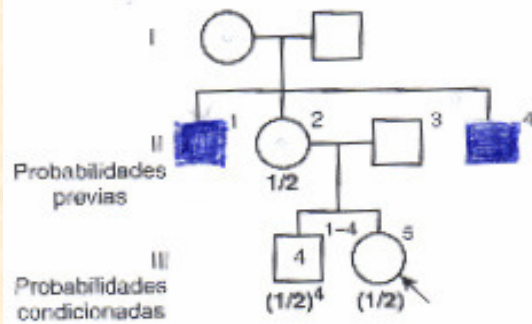 I
1
2
3
4
II
Probabilidades
previas
1/2
1–4
5
III
4
Probabilidades
condicionadas
(1/2)⁴
(1/2)